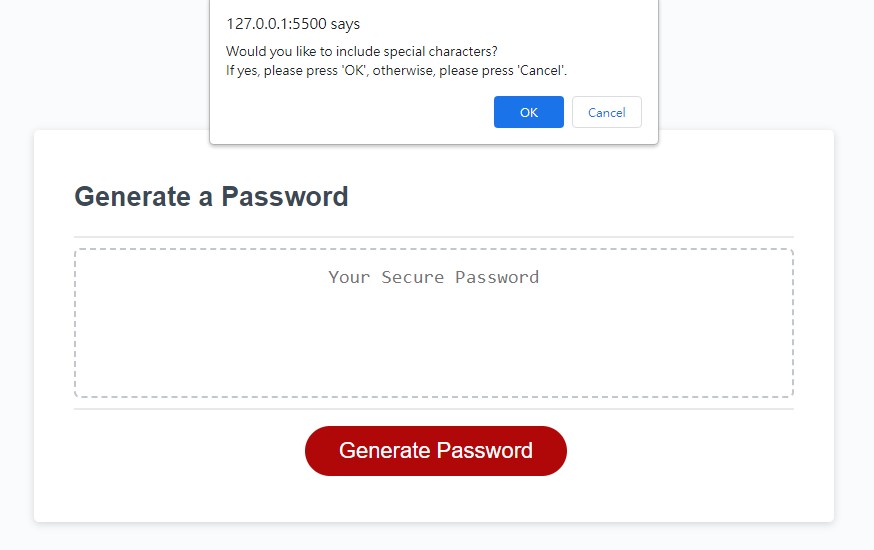 127.0.0.1:5500 says
Would you like to include special characters?
If yes, please press 'OK', otherwise, please press 'Cancel'.
OK
Cancel
Generate a Password
Your Secure Password
Generate Password